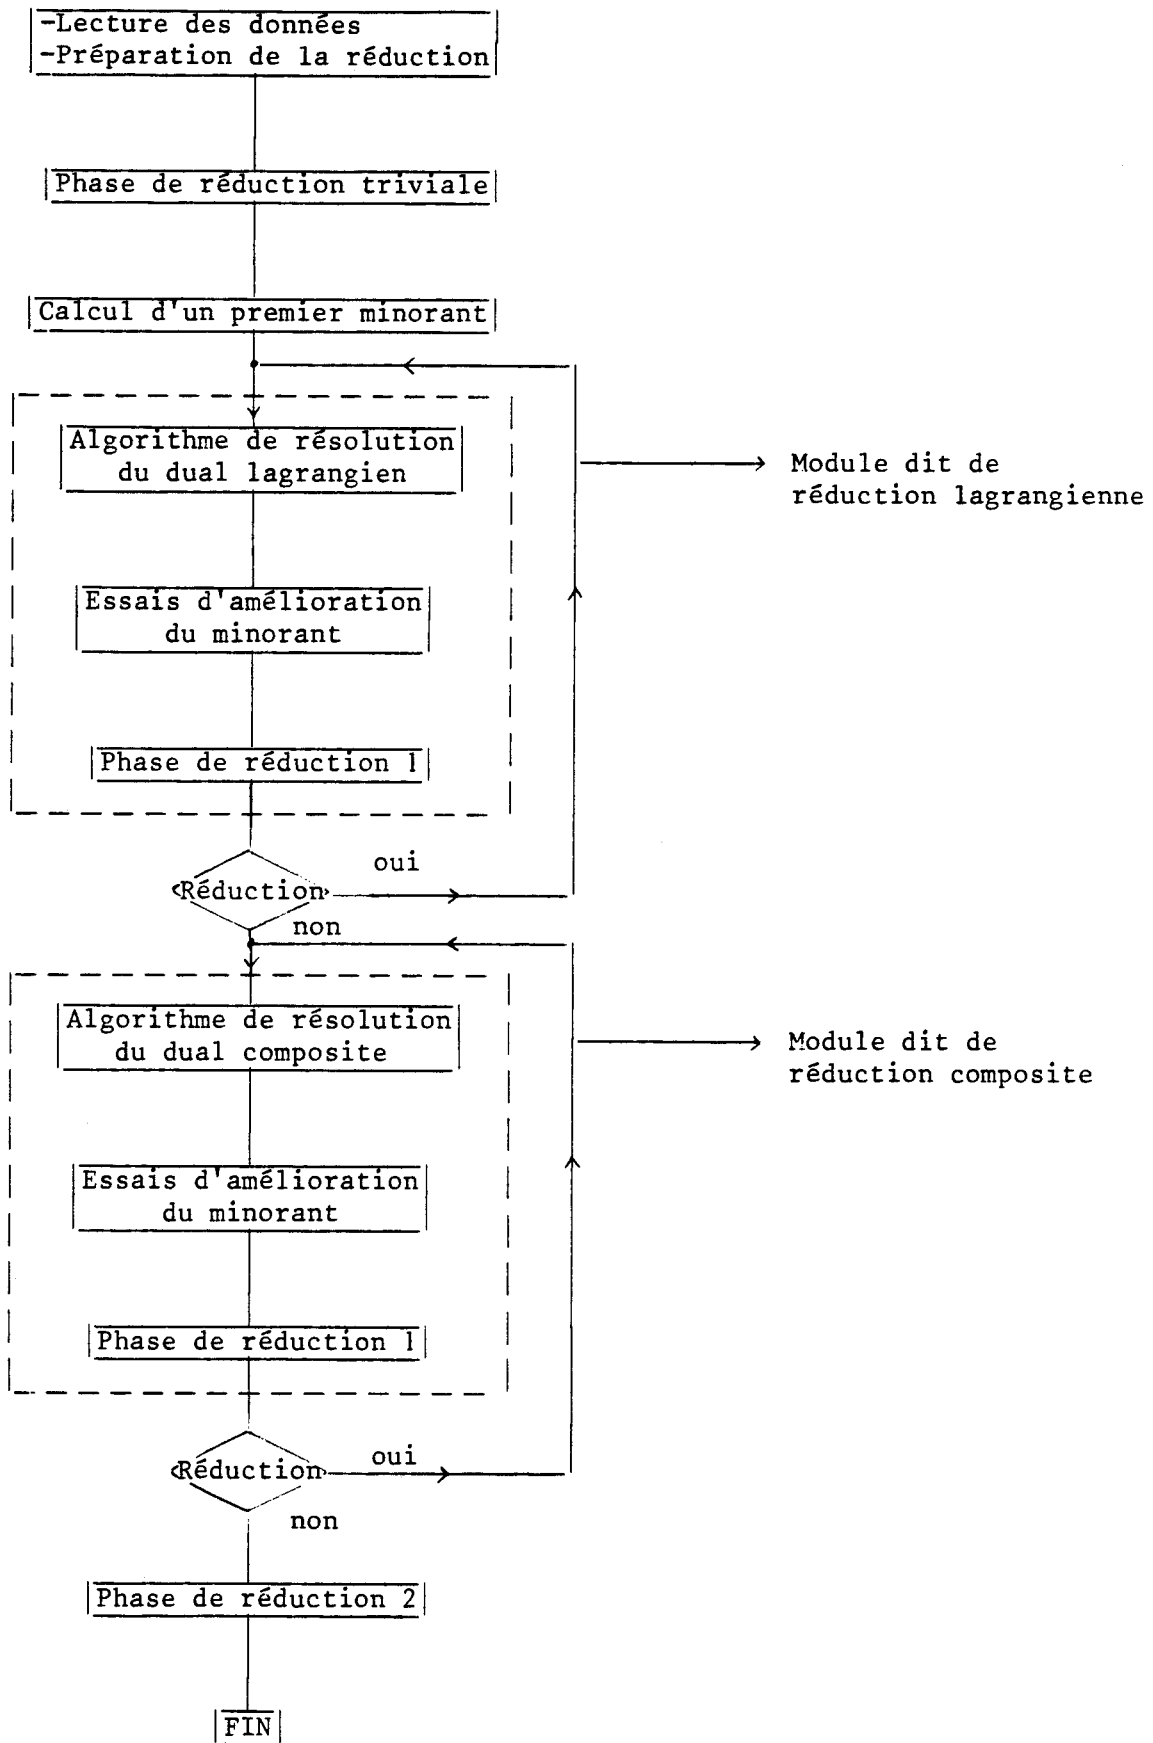 -Lecture des données
-Préparation de la réduction
Phase de réduction triviale
Calcul d'un premier minorant
Algorithme de résolution
du dual lagrangien
Module dit de
réduction lagrangienne
Essais d'amélioration
du minorant
Phase de réduction 1
oui
Réduction
non
Algorithme de résolution
du dual composite
Module dit de
réduction composite
Essais d'amélioration
du minorant
Phase de réduction 1
oui
Réduction
non
Phase de réduction 2
FIN